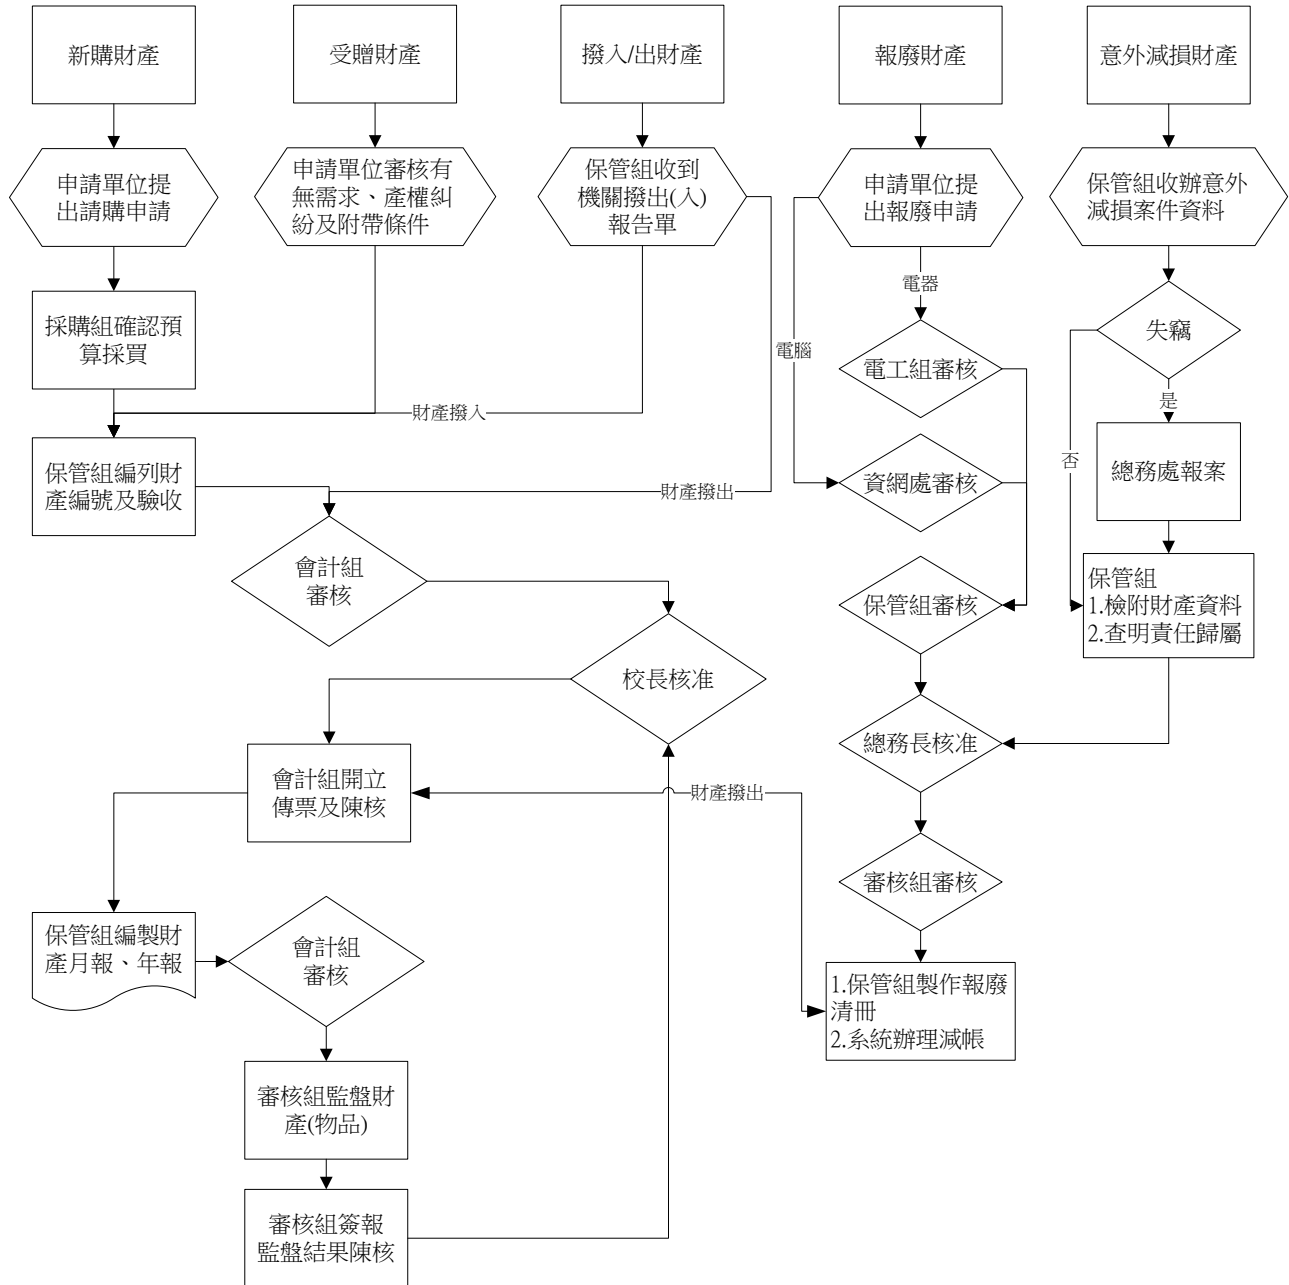 新購財產
受贈財產
撥入/出財產
報廢財產
意外減損財產
申請單位提
出請購申請
申請單位審核有
無需求、產權糾
紛及附帶條件
保管組收到
機關撥出(入)
報告單
申請單位提
出報廢申請
保管組收辦意外
減損案件資料
電器
採購組確認預
算採買
電腦
電工組審核
失竊
是
財產撥入
保管組編列財
產編號及驗收
財產撥出
資網處審核
否
總務處報案
會計組
審核
保管組審核
保管組
1.檢附財產資料
2.查明責任歸屬
校長核准
總務長核准
會計組開立
傳票及陳核
財產撥出
審核組審核
保管組編製財
產月報、年報
會計組
審核
1.保管組製作報廢
清冊
2.系統辦理減帳
審核組監盤財
產(物品)
審核組簽報
監盤結果陳核